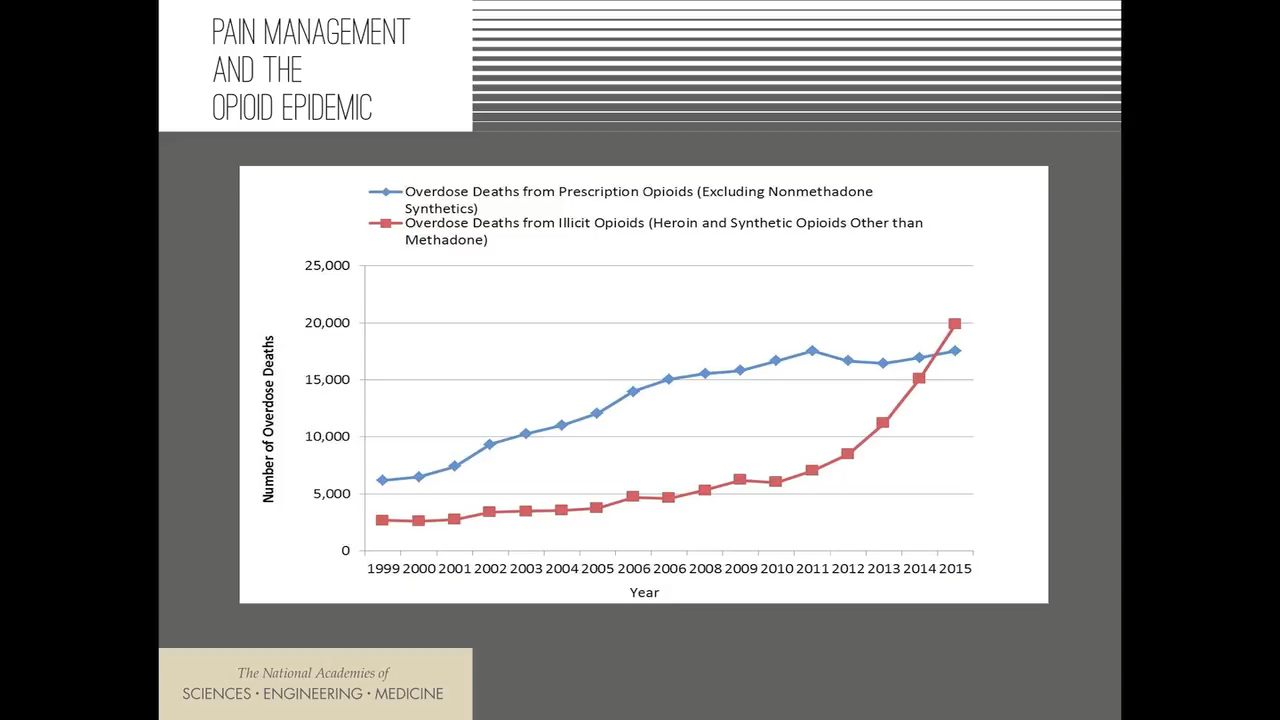 PAIN MANAGEMENT
AND THE
OPIOID EPIDEMIC
Overdose Deaths from Prescription Opioids (Excluding Nonmethadone
Synthetics)
Overdose Deaths from Illicit Opioids (Heroin and Synthetic Opioids Other than
Methadone)
25,000
20,000
15,000
10,000
5,000
0
Number of Overdose Deaths
1999 2000 2001 2002 2003 2004 2005 2006 2006 2008 2009 2010 2011 2012 2013 2014 2015
Year
The National Academies of
SCIENCES • ENGINEERING • MEDICINE